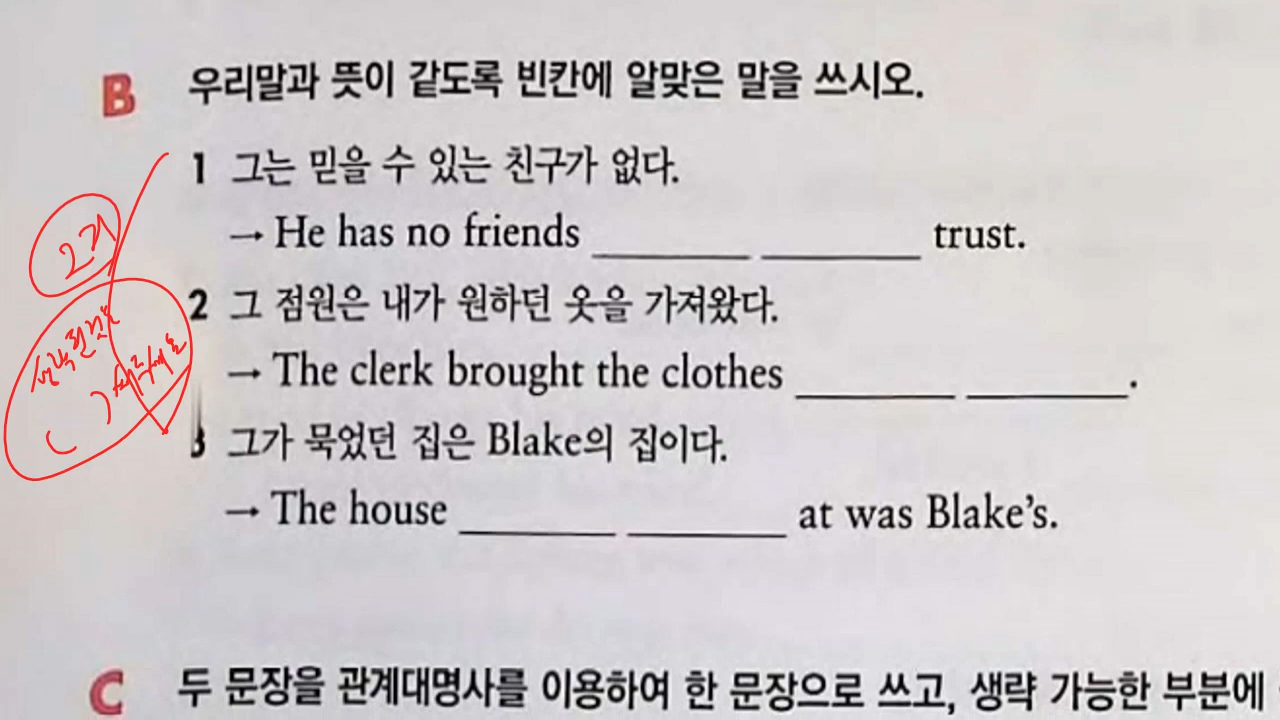 B 우리말과 뜻이 같도록 빈칸에 알맞은 말을 쓰시오.
1 그는 믿을 수 있는 친구가 없다.
→ He has no friends ________ ________ trust.
2 그 점원은 내가 원하던 옷을 가져왔다.
→ The clerk brought the clothes ________ ________.
3 그가 묵었던 집은 Blake의 집이다.
→ The house ________ ________ at was Blake's.
C 두 문장을 관계대명사를 이용하여 한 문장으로 쓰고, 생략 가능한 부분에